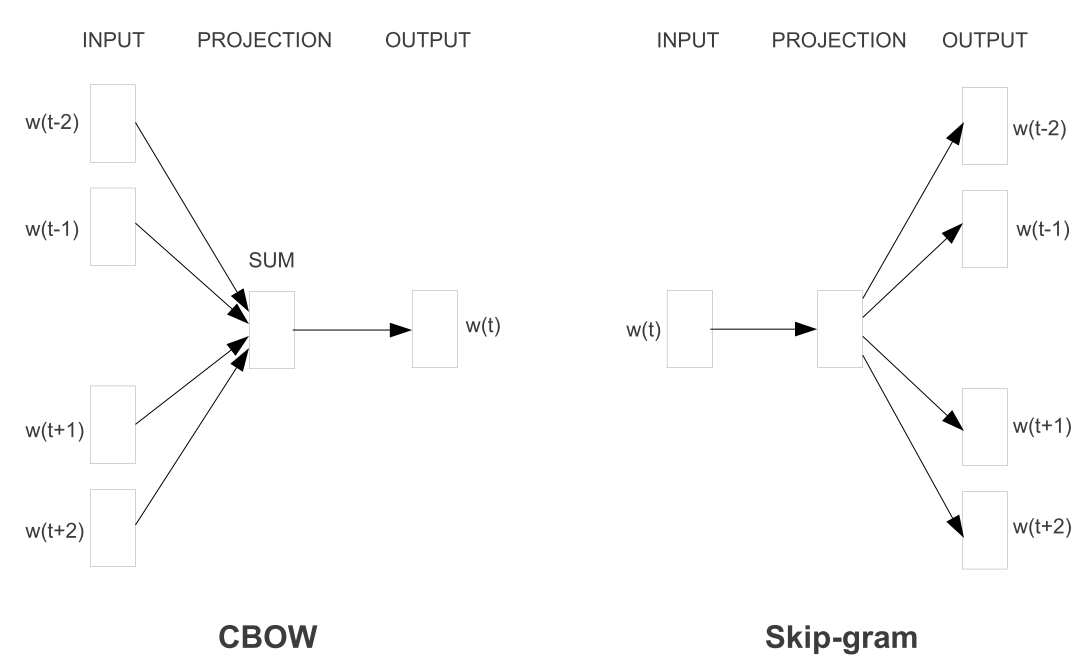 INPUT PROJECTION OUTPUT
w(t-2)
w(t-1)
SUM
w(t)
w(t+1)
w(t+2)
CBOW
INPUT PROJECTION OUTPUT
w(t-2)
w(t-1)
w(t)
w(t+1)
w(t+2)
Skip-gram